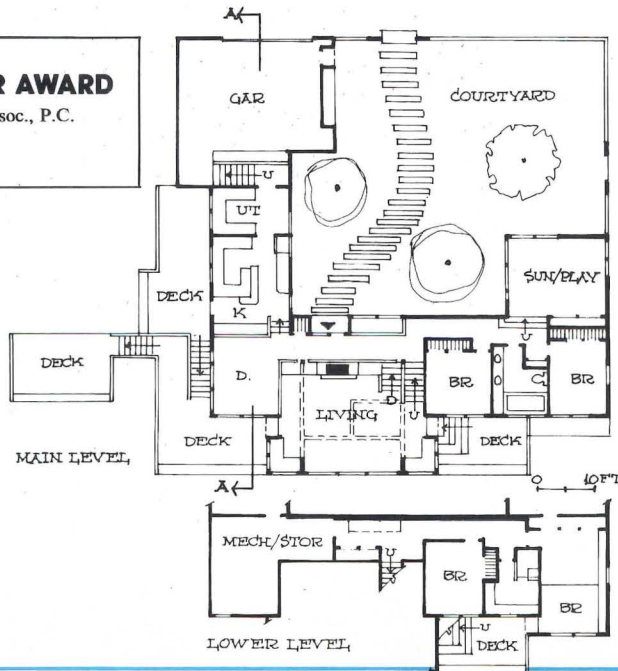 R AWARD
soc., P.C.
A
GAR
COURTYARD
U
UT
DECK
K
SUN/PLAY
U
DECK
D.
BR
C
BR
LIVING
D
U
DECK
DECK
MAIN LEVEL
A
0 10FT
MECH/STOR
U
BR
BR
U
DECK
LOWER LEVEL